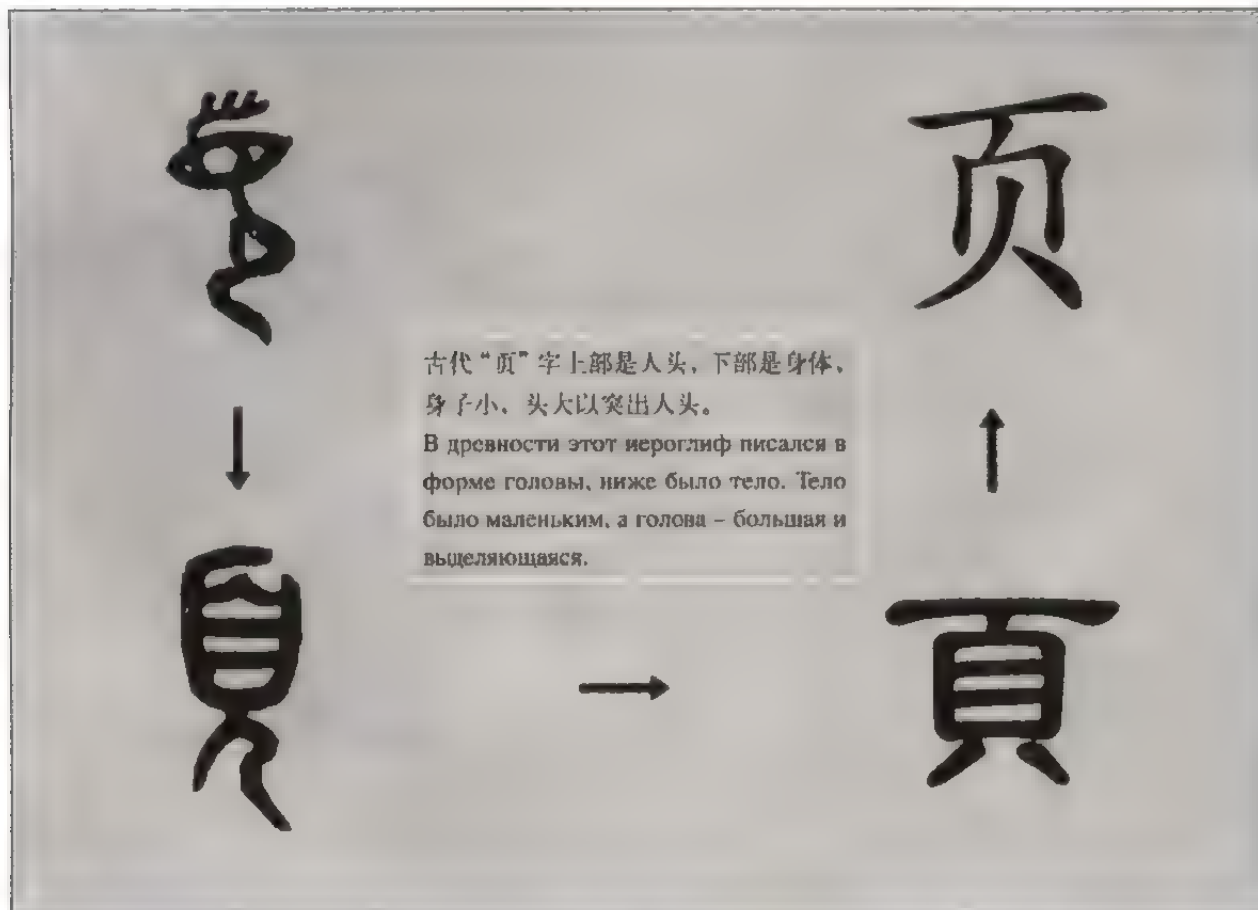 古代“页”字上部是人头，下部是身体，
身子小，头大以突出人头。
В древности этот иероглиф писался в
форме головы, ниже было тело. Тело
было маленьким, а голова – большая и
выделяющаяся.
页
頁